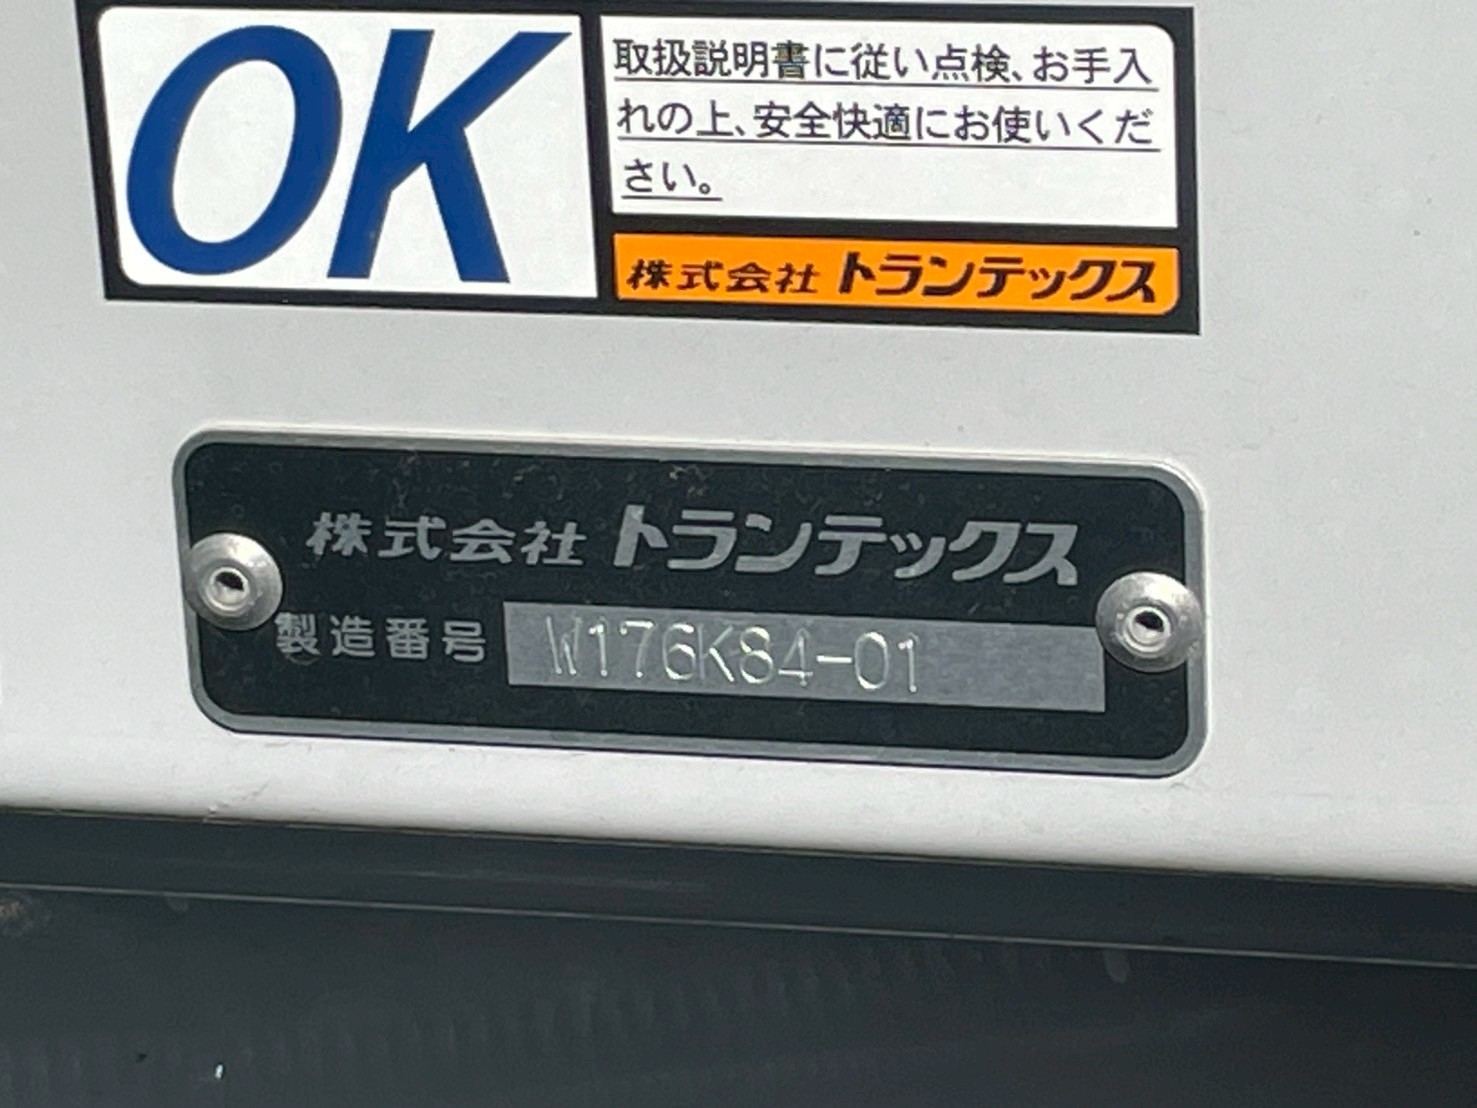 OK
取扱説明書に従い点検、お手入
れの上、安全快適にお使いくだ
さい。
株式会社 トランテックス
株式会社 トランテックス
製造番号 W176K84-01